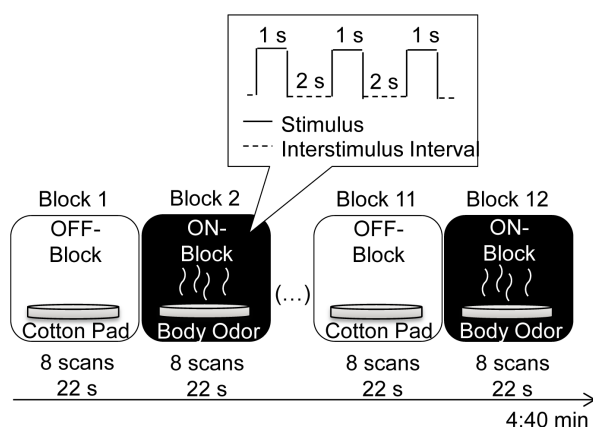 1 s 1 s 1 s
2 s 2 s
Stimulus
Interstimulus Interval
Block 1 Block 2 Block 11 Block 12
OFF- ON- OFF- ON-
Block Block Block Block
(...)
Cotton Pad Body Odor Cotton Pad Body Odor
8 scans 8 scans 8 scans 8 scans
22 s 22 s 22 s 22 s
4:40 min